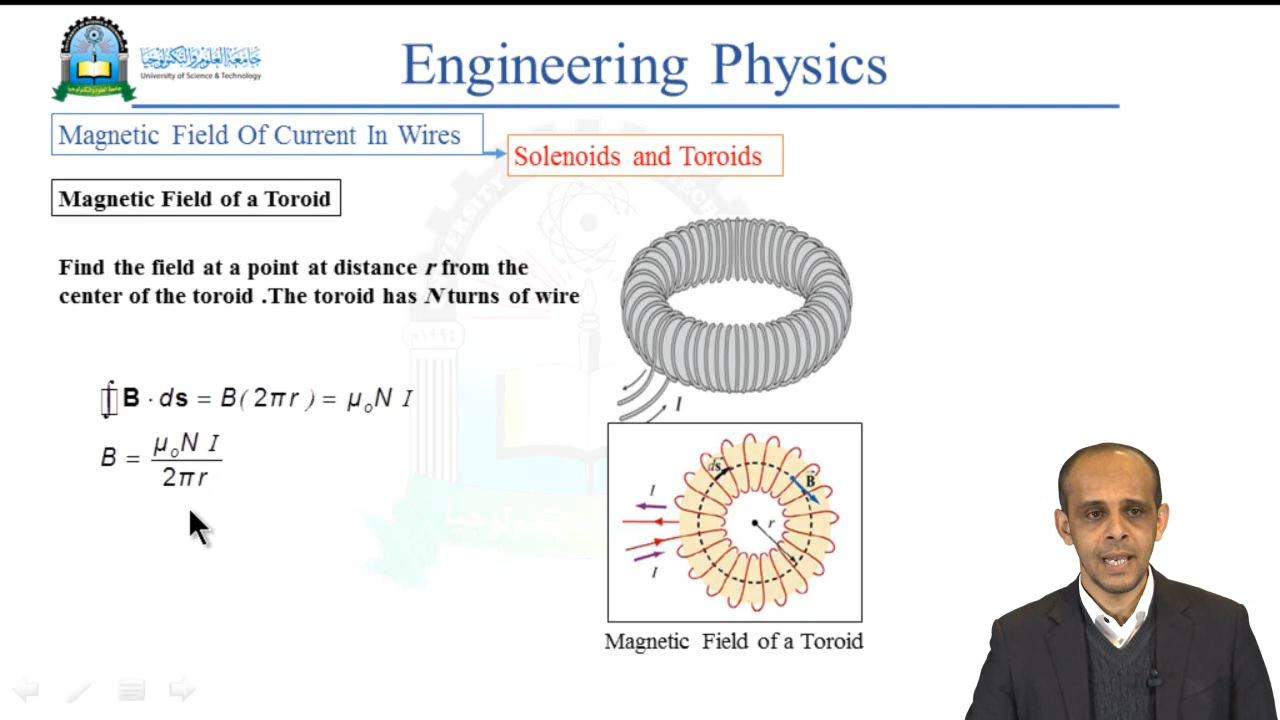 جامعة العلوم والتكنولوجيا
University of Science & Technology
Engineering Physics
Magnetic Field Of Current In Wires
Solenoids and Toroids
Magnetic Field of a Toroid
Find the field at a point at distance r from the
center of the toroid .The toroid has N turns of wire
∮ B · ds = B( 2π r ) = μ₀N I
B = μ₀N I / 2π r
I
ds
B
I
r
I
Magnetic Field of a Toroid